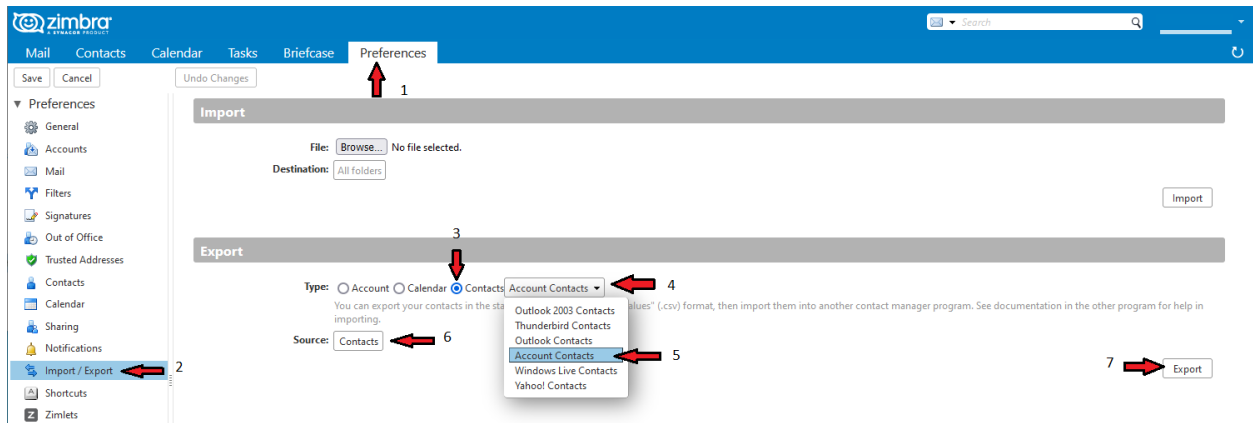 zimbra
A SYNACOR PRODUCT
Search
Mail Contacts Calendar Tasks Briefcase Preferences
Save Cancel Undo Changes
1
Preferences
Import
General
File: Browse... No file selected.
Accounts
Destination: All folders
Mail
Filters
Import
Signatures
3
Out of Office
Export
Trusted Addresses
Contacts
Type: Account Calendar Contacts Account Contacts 4
Calendar
You can export your contacts in the sta alues" (.csv) format, then import them into another contact manager program. See documentation in the other program for help in
importing.
Outlook 2003 Contacts
Sharing
Thunderbird Contacts
Source: Contacts 6
Outlook Contacts
Notifications
Account Contacts 5
Import / Export 2
Windows Live Contacts
7 Export
Yahoo! Contacts
Shortcuts
Zimlets